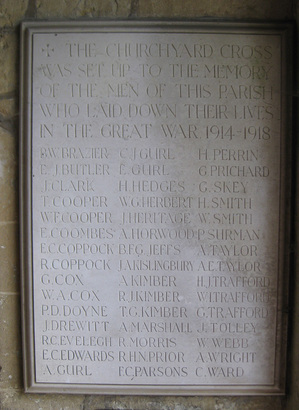 ✠ THE CHURCHYARD CROSS
WAS SET UP TO THE MEMORY
OF THE MEN OF THIS PARISH
WHO LAID DOWN THEIR LIVES
IN THE GREAT WAR 1914-1918
W. BRAZIER C.J. GURL H. PERRIN
E.J. BUTLER E. GURL G. PRICHARD
J. CLARK H. HEDGES G. SKEY
T. COOPER W.G. HERBERT H. SMITH
W.F. COOPER J. HERITAGE W. SMITH
F. COOMBES A. HORWOOD P. SURMAN
E.C. COPPOCK B.F.G. JEFFS A. TAYLOR
R. COPPOCK J.A. KISLINGBURY A.E. TAYLOR
G. COX A. KIMBER H.J. TRAFFORD
W.A. COX R.J. KIMBER W. TRAFFORD
P.D. DOYNE T.G. KIMBER G. TRAFFORD
J. DREWITT A. MARSHALL J. TOLLEY
R.C. EVELEGH R. MORRIS W. WEBB
E.C. EDWARDS R.H.N. PRIOR A. WRIGHT
A. GURL F.C. PARSONS C. WARD